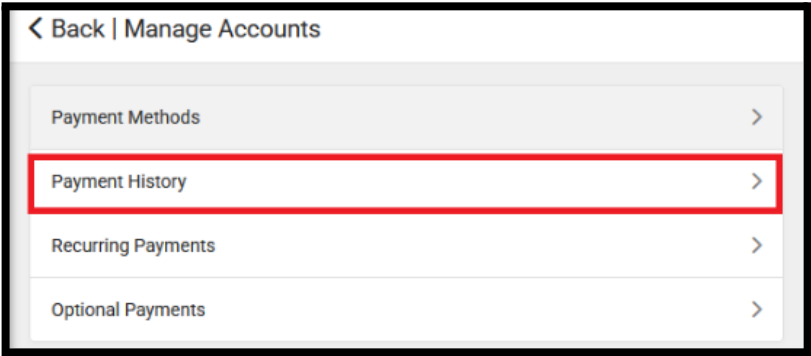 Back | Manage Accounts
Payment Methods
Payment History
Recurring Payments
Optional Payments